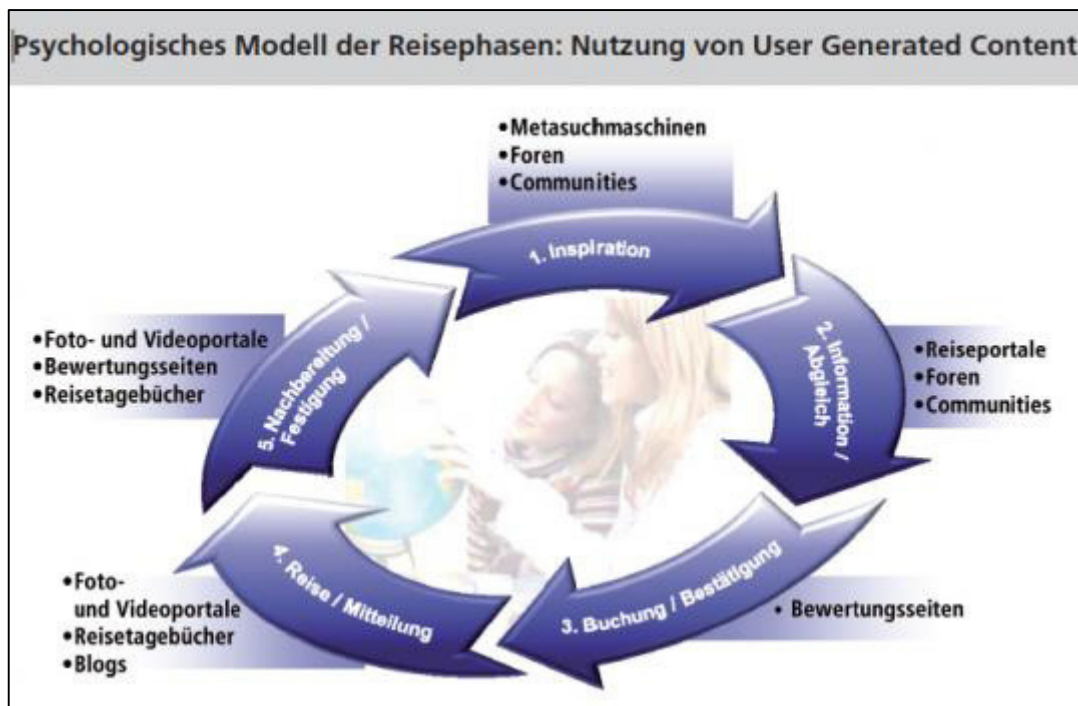 Psychologisches Modell der Reisephasen: Nutzung von User Generated Content
•Metasuchmaschinen
•Foren
•Communities
1. Inspiration
2. Information /
Abgleich
•Reiseportale
•Foren
•Communities
3. Buchung / Bestätigung
• Bewertungsseiten
4. Reise / Mitteilung
•Foto-
und Videoportale
•Reisetagebücher
•Blogs
5. Nachbereitung /
Festigung
•Foto- und Videoportale
•Bewertungsseiten
•Reisetagebücher